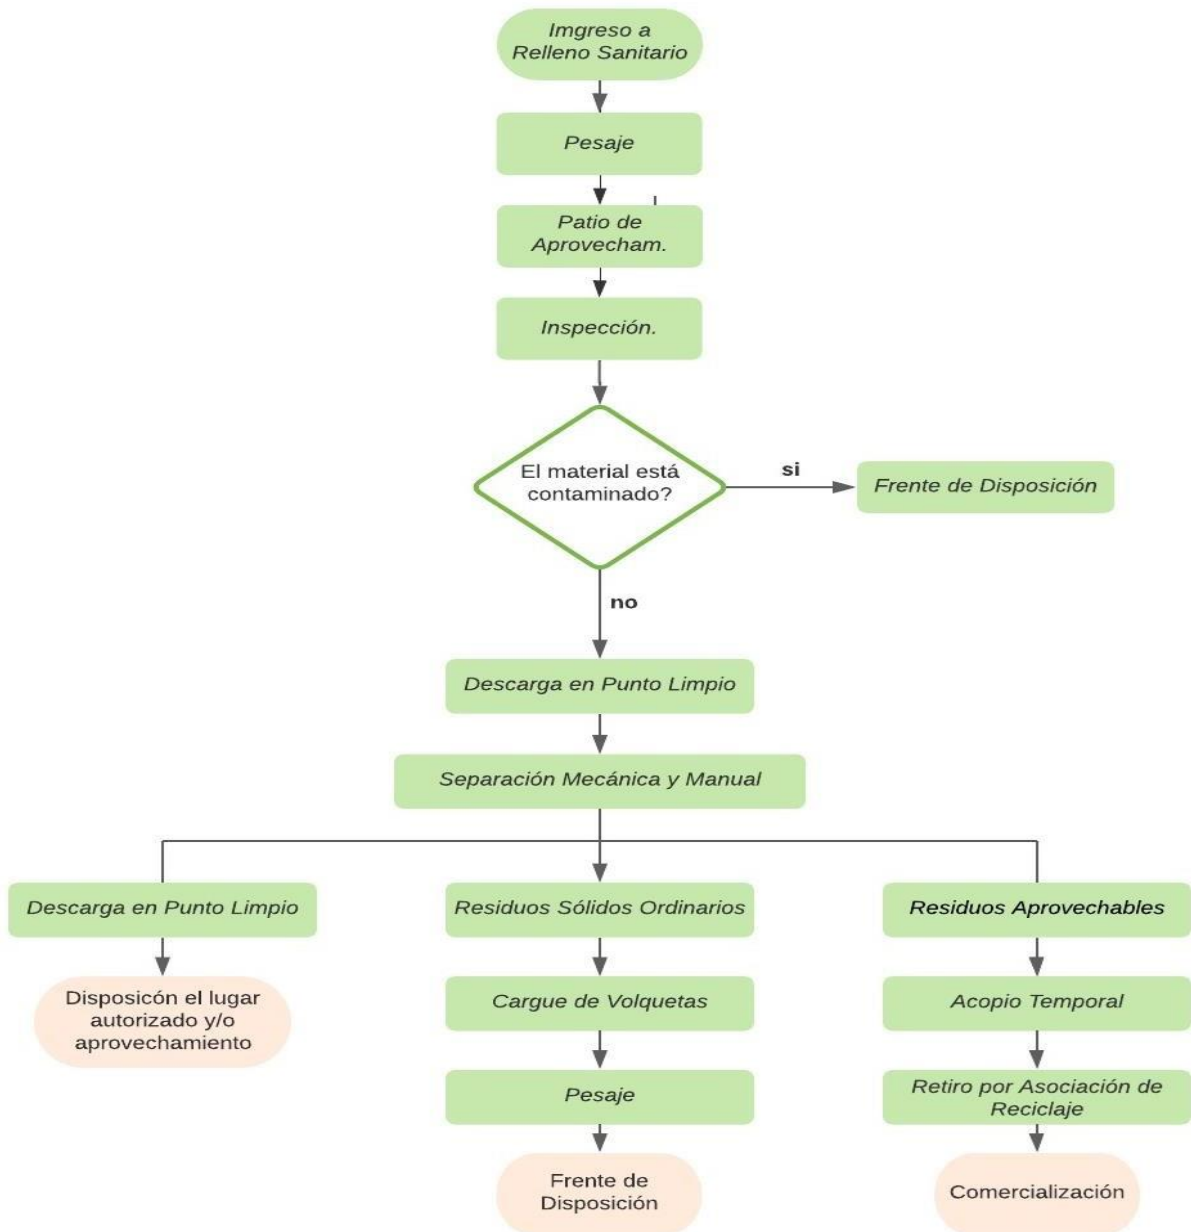 Imgreso a
Relleno Sanitario
Pesaje
Patio de
Aprovecham.
Inspección.
El material está
contaminado?
si
Frente de Disposición
no
Descarga en Punto Limpio
Separación Mecánica y Manual
Descarga en Punto Limpio
Residuos Sólidos Ordinarios
Residuos Aprovechables
Disposicón el lugar
autorizado y/o
aprovechamiento
Cargue de Volquetas
Acopio Temporal
Pesaje
Retiro por Asociación de
Reciclaje
Frente de
Disposición
Comercialización